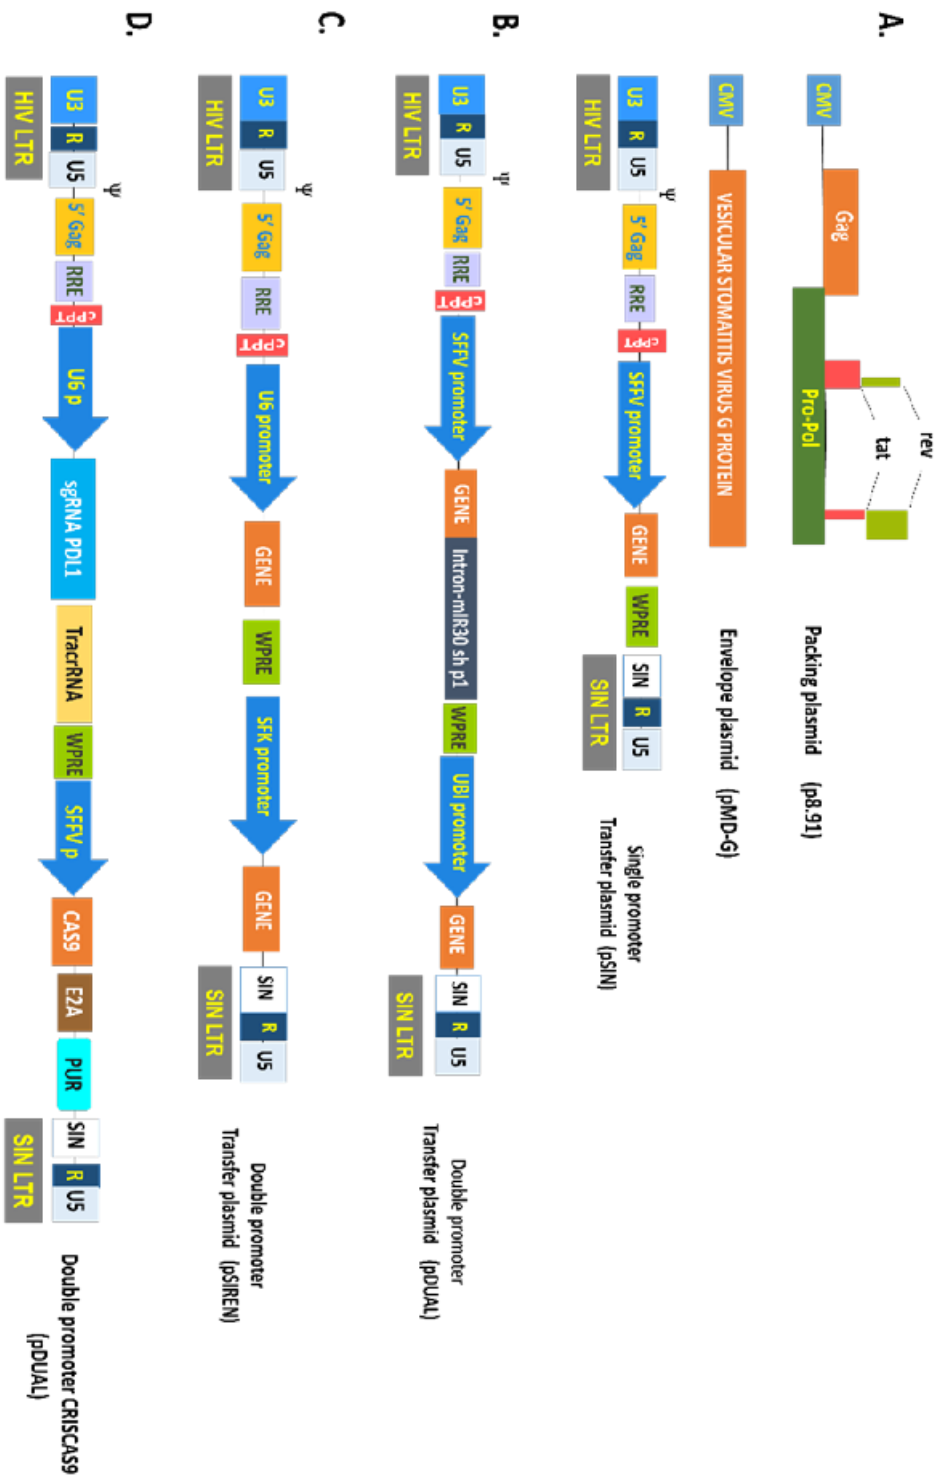 A.
CMV
Gag
Pro-Pol
tat
rev
Packing plasmid (p8.91)
CMV
VESICULAR STOMATITIS VIRUS G PROTEIN
Envelope plasmid (pMD-G)
Ψ
U3 R U5 5' Gag RRE cPPT SFFV promoter GENE WPRE SIN R U5
HIV LTR
SIN LTR
Single promoter
Transfer plasmid (pSIN)
B.
Ψ
U3 R U5 5' Gag RRE cPPT SFFV promoter GENE Intron-mIR30 sh p1 WPRE UBI promoter GENE SIN R U5
HIV LTR
SIN LTR
Double promoter
Transfer plasmid (pDUAL)
C.
Ψ
U3 R U5 5' Gag RRE cPPT U6 promoter GENE WPRE SFK promoter GENE SIN R U5
HIV LTR
SIN LTR
Double promoter
Transfer plasmid (pSIREN)
D.
Ψ
U3 R U5 5' Gag RRE cPPT U6 p sgRNA PDL1 TracrRNA WPRE SFFV p CAS9 E2A PUR SIN R U5
HIV LTR
SIN LTR
Double promoter CRISCAS9
(pDUAL)